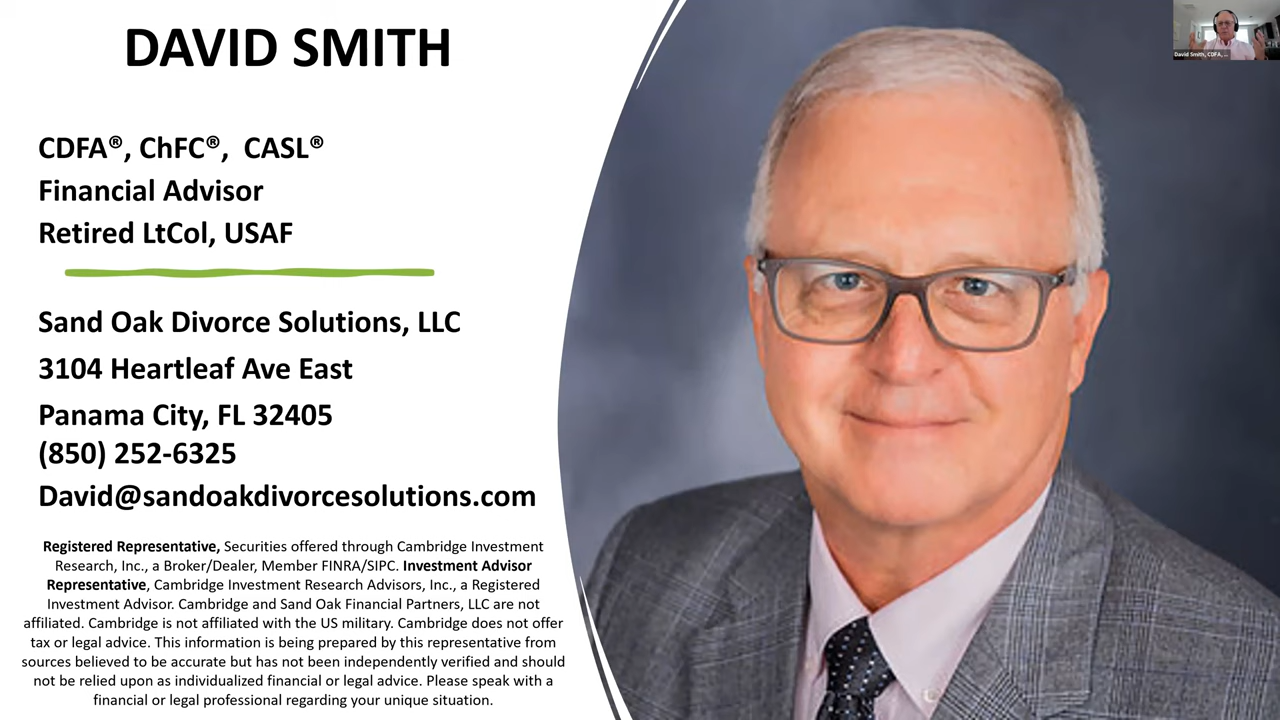 DAVID SMITH
David Smith, CDFA, ...
CDFA®, ChFC®, CASL®
Financial Advisor
Retired LtCol, USAF
Sand Oak Divorce Solutions, LLC
3104 Heartleaf Ave East
Panama City, FL 32405
(850) 252-6325
David@sandoakdivorcesolutions.com
Registered Representative, Securities offered through Cambridge Investment
Research, Inc., a Broker/Dealer, Member FINRA/SIPC. Investment Advisor
Representative, Cambridge Investment Research Advisors, Inc., a Registered
Investment Advisor. Cambridge and Sand Oak Financial Partners, LLC are not
affiliated. Cambridge is not affiliated with the US military. Cambridge does not offer
tax or legal advice. This information is being prepared by this representative from
sources believed to be accurate but has not been independently verified and should
not be relied upon as individualized financial or legal advice. Please speak with a
financial or legal professional regarding your unique situation.